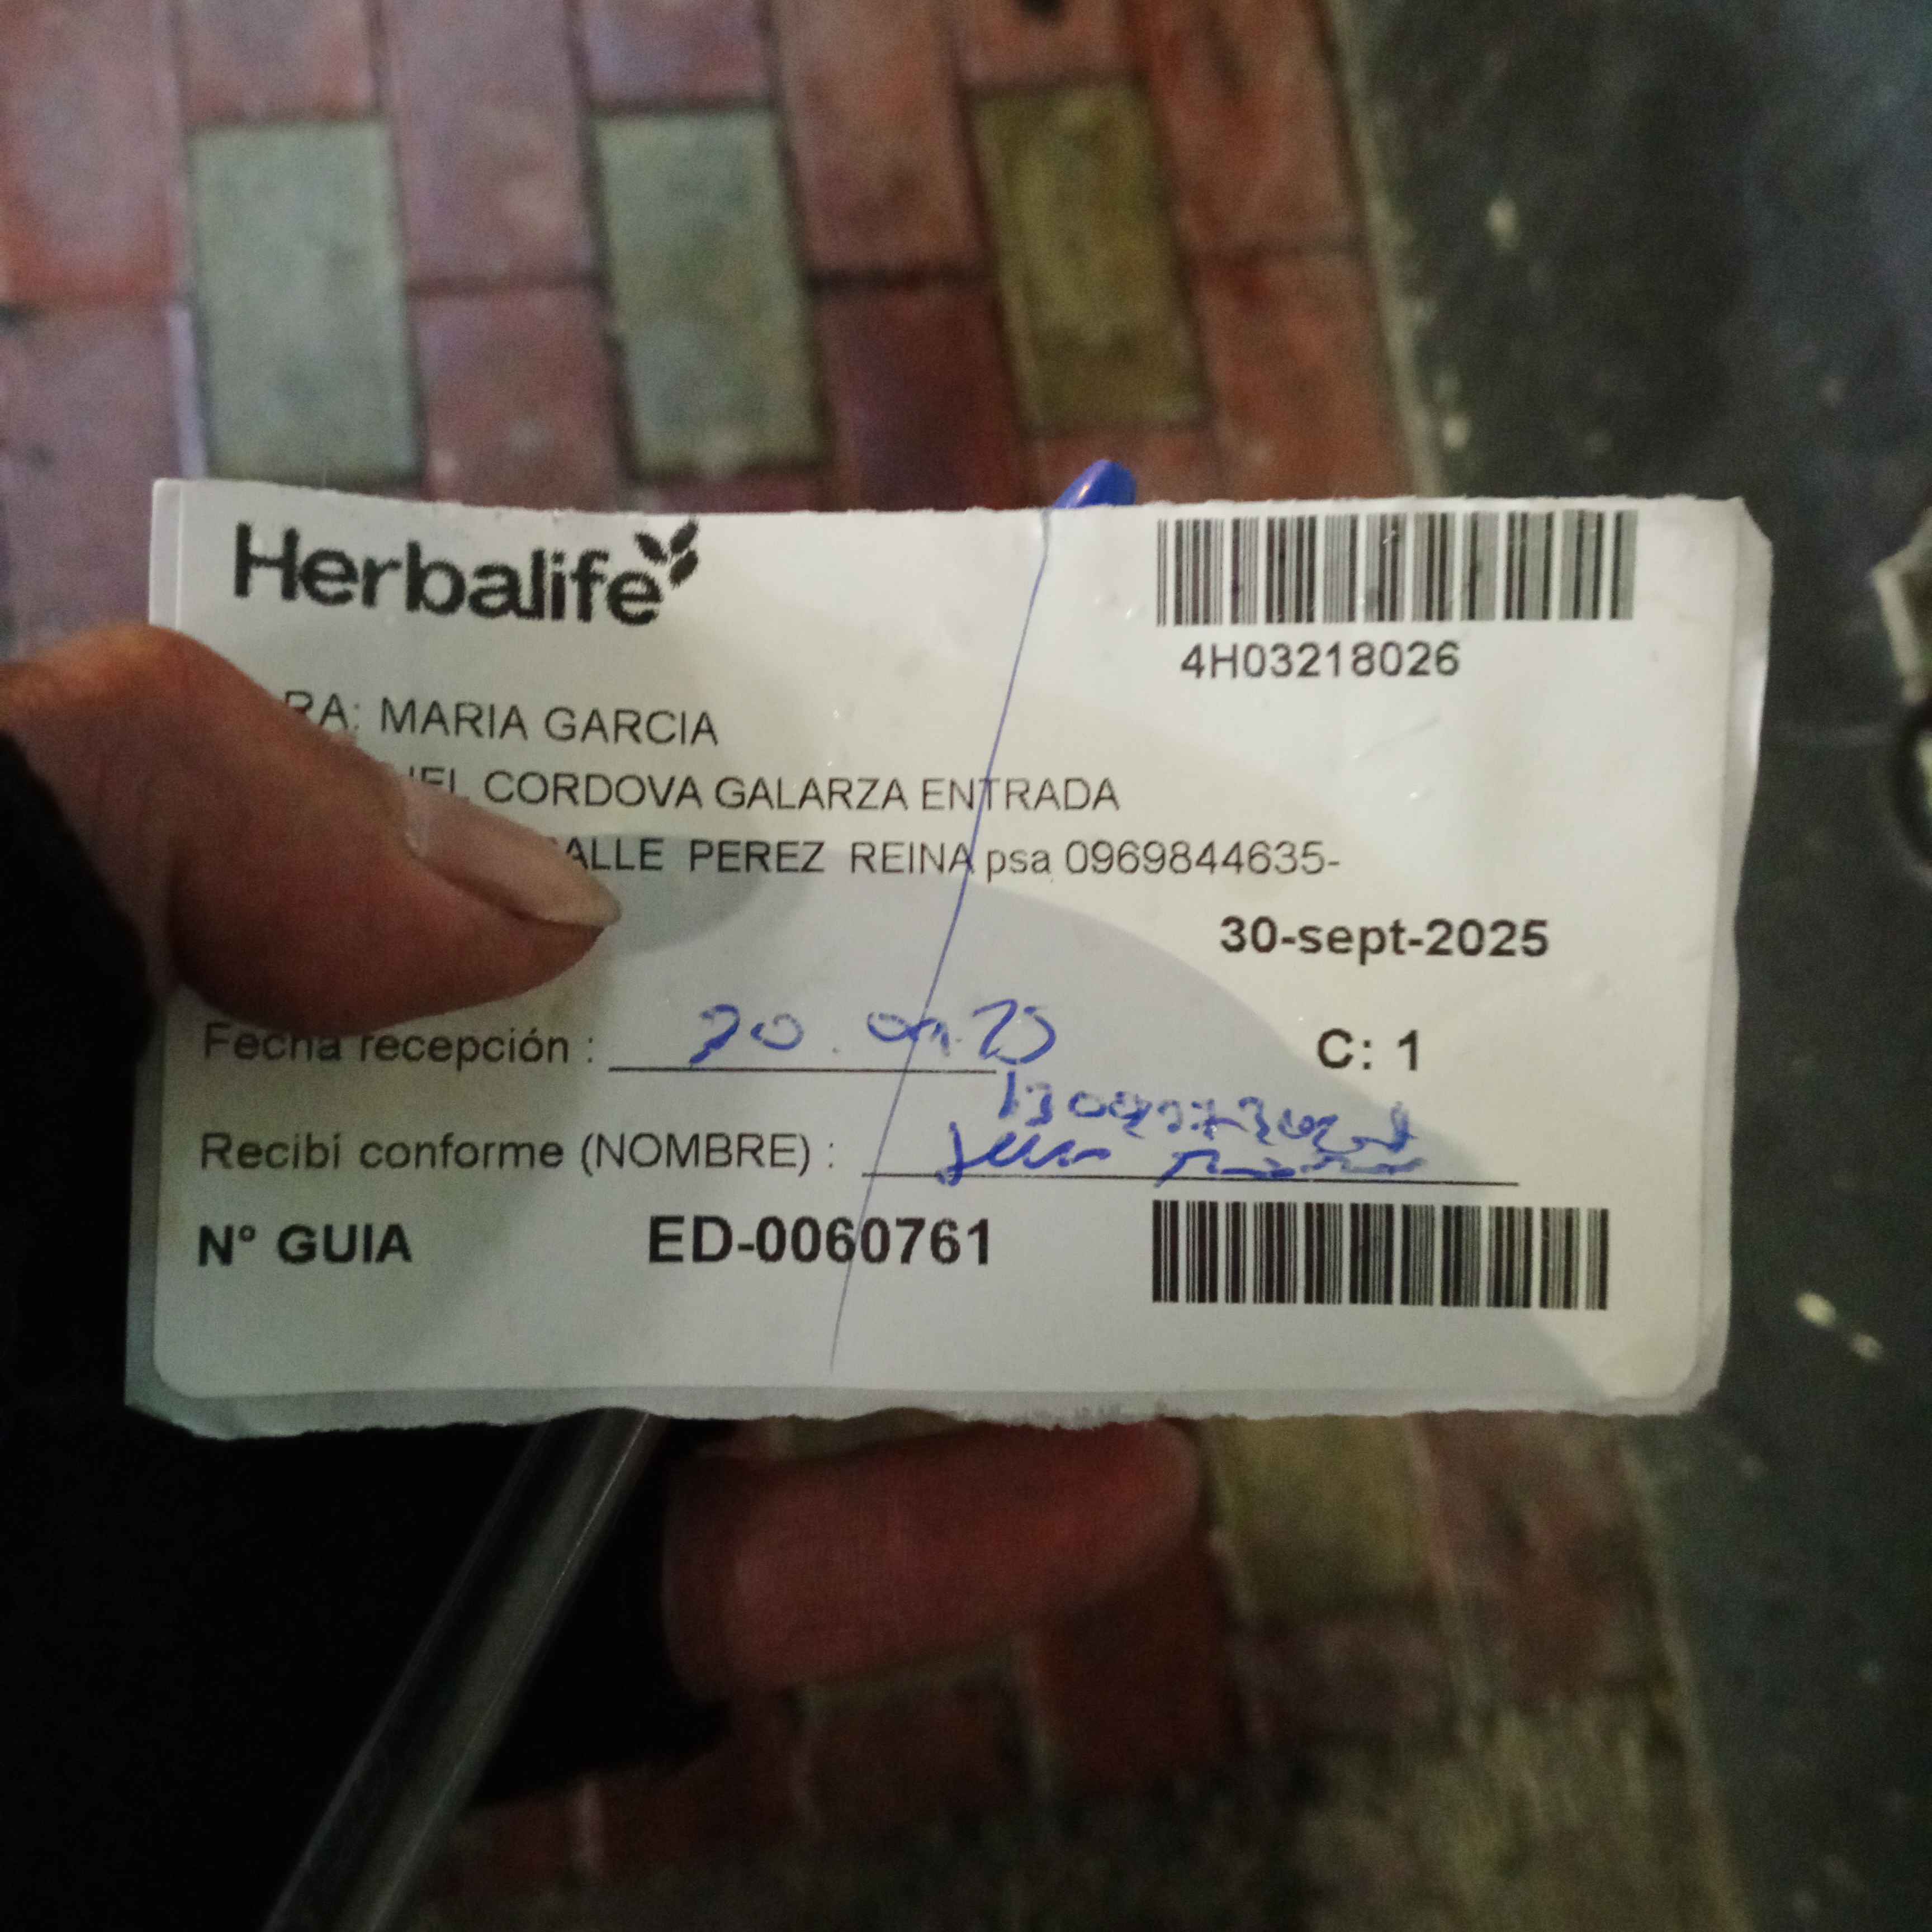 Herbalife
4H03218026
RA: MARIA GARCIA
CORDOVA GALARZA ENTRADA
ALLE PEREZ REINA psa 0969844635-
30-sept-2025
Fecha recepción :
C: 1
Recibí conforme (NOMBRE) :
N° GUIA ED-0060761